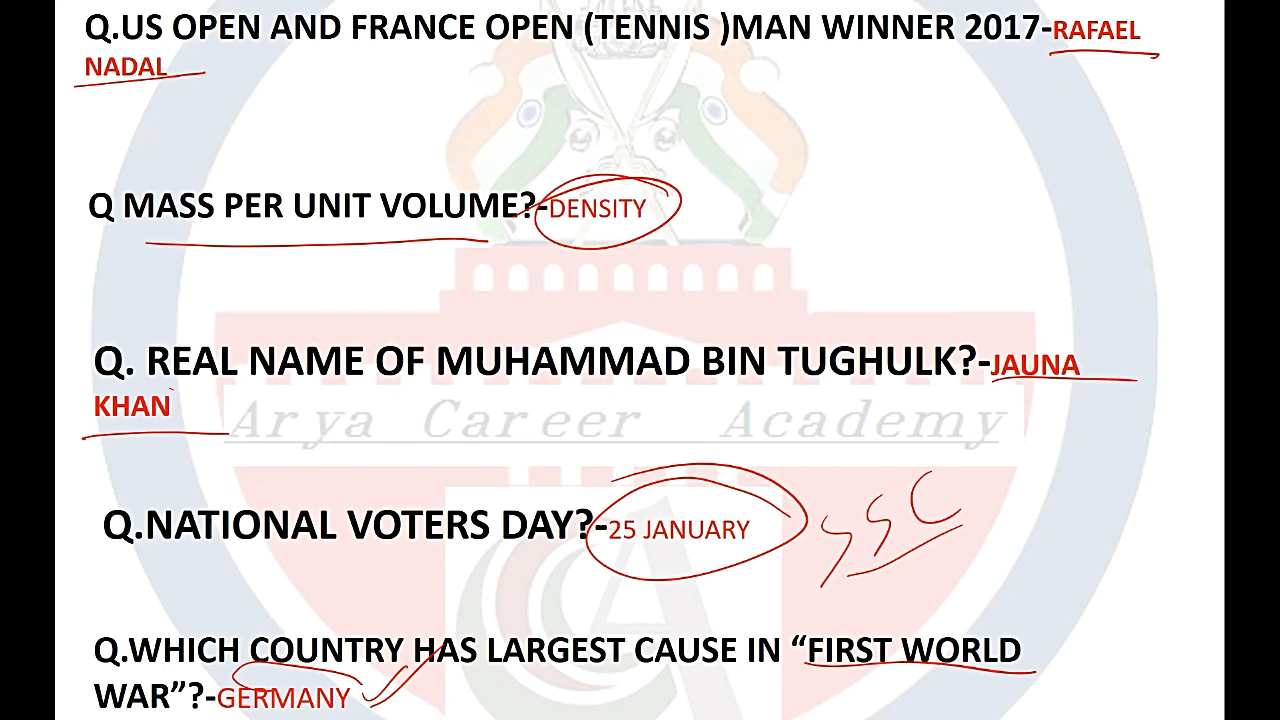 Q.US OPEN AND FRANCE OPEN (TENNIS )MAN WINNER 2017-RAFAEL
NADAL
Q MASS PER UNIT VOLUME?-DENSITY
Q. REAL NAME OF MUHAMMAD BIN TUGHULK?-JAUNA
KHAN
Arya Career Academy
Q.NATIONAL VOTERS DAY?-25 JANUARY
SSC
Q.WHICH COUNTRY HAS LARGEST CAUSE IN “FIRST WORLD
WAR”?-GERMANY